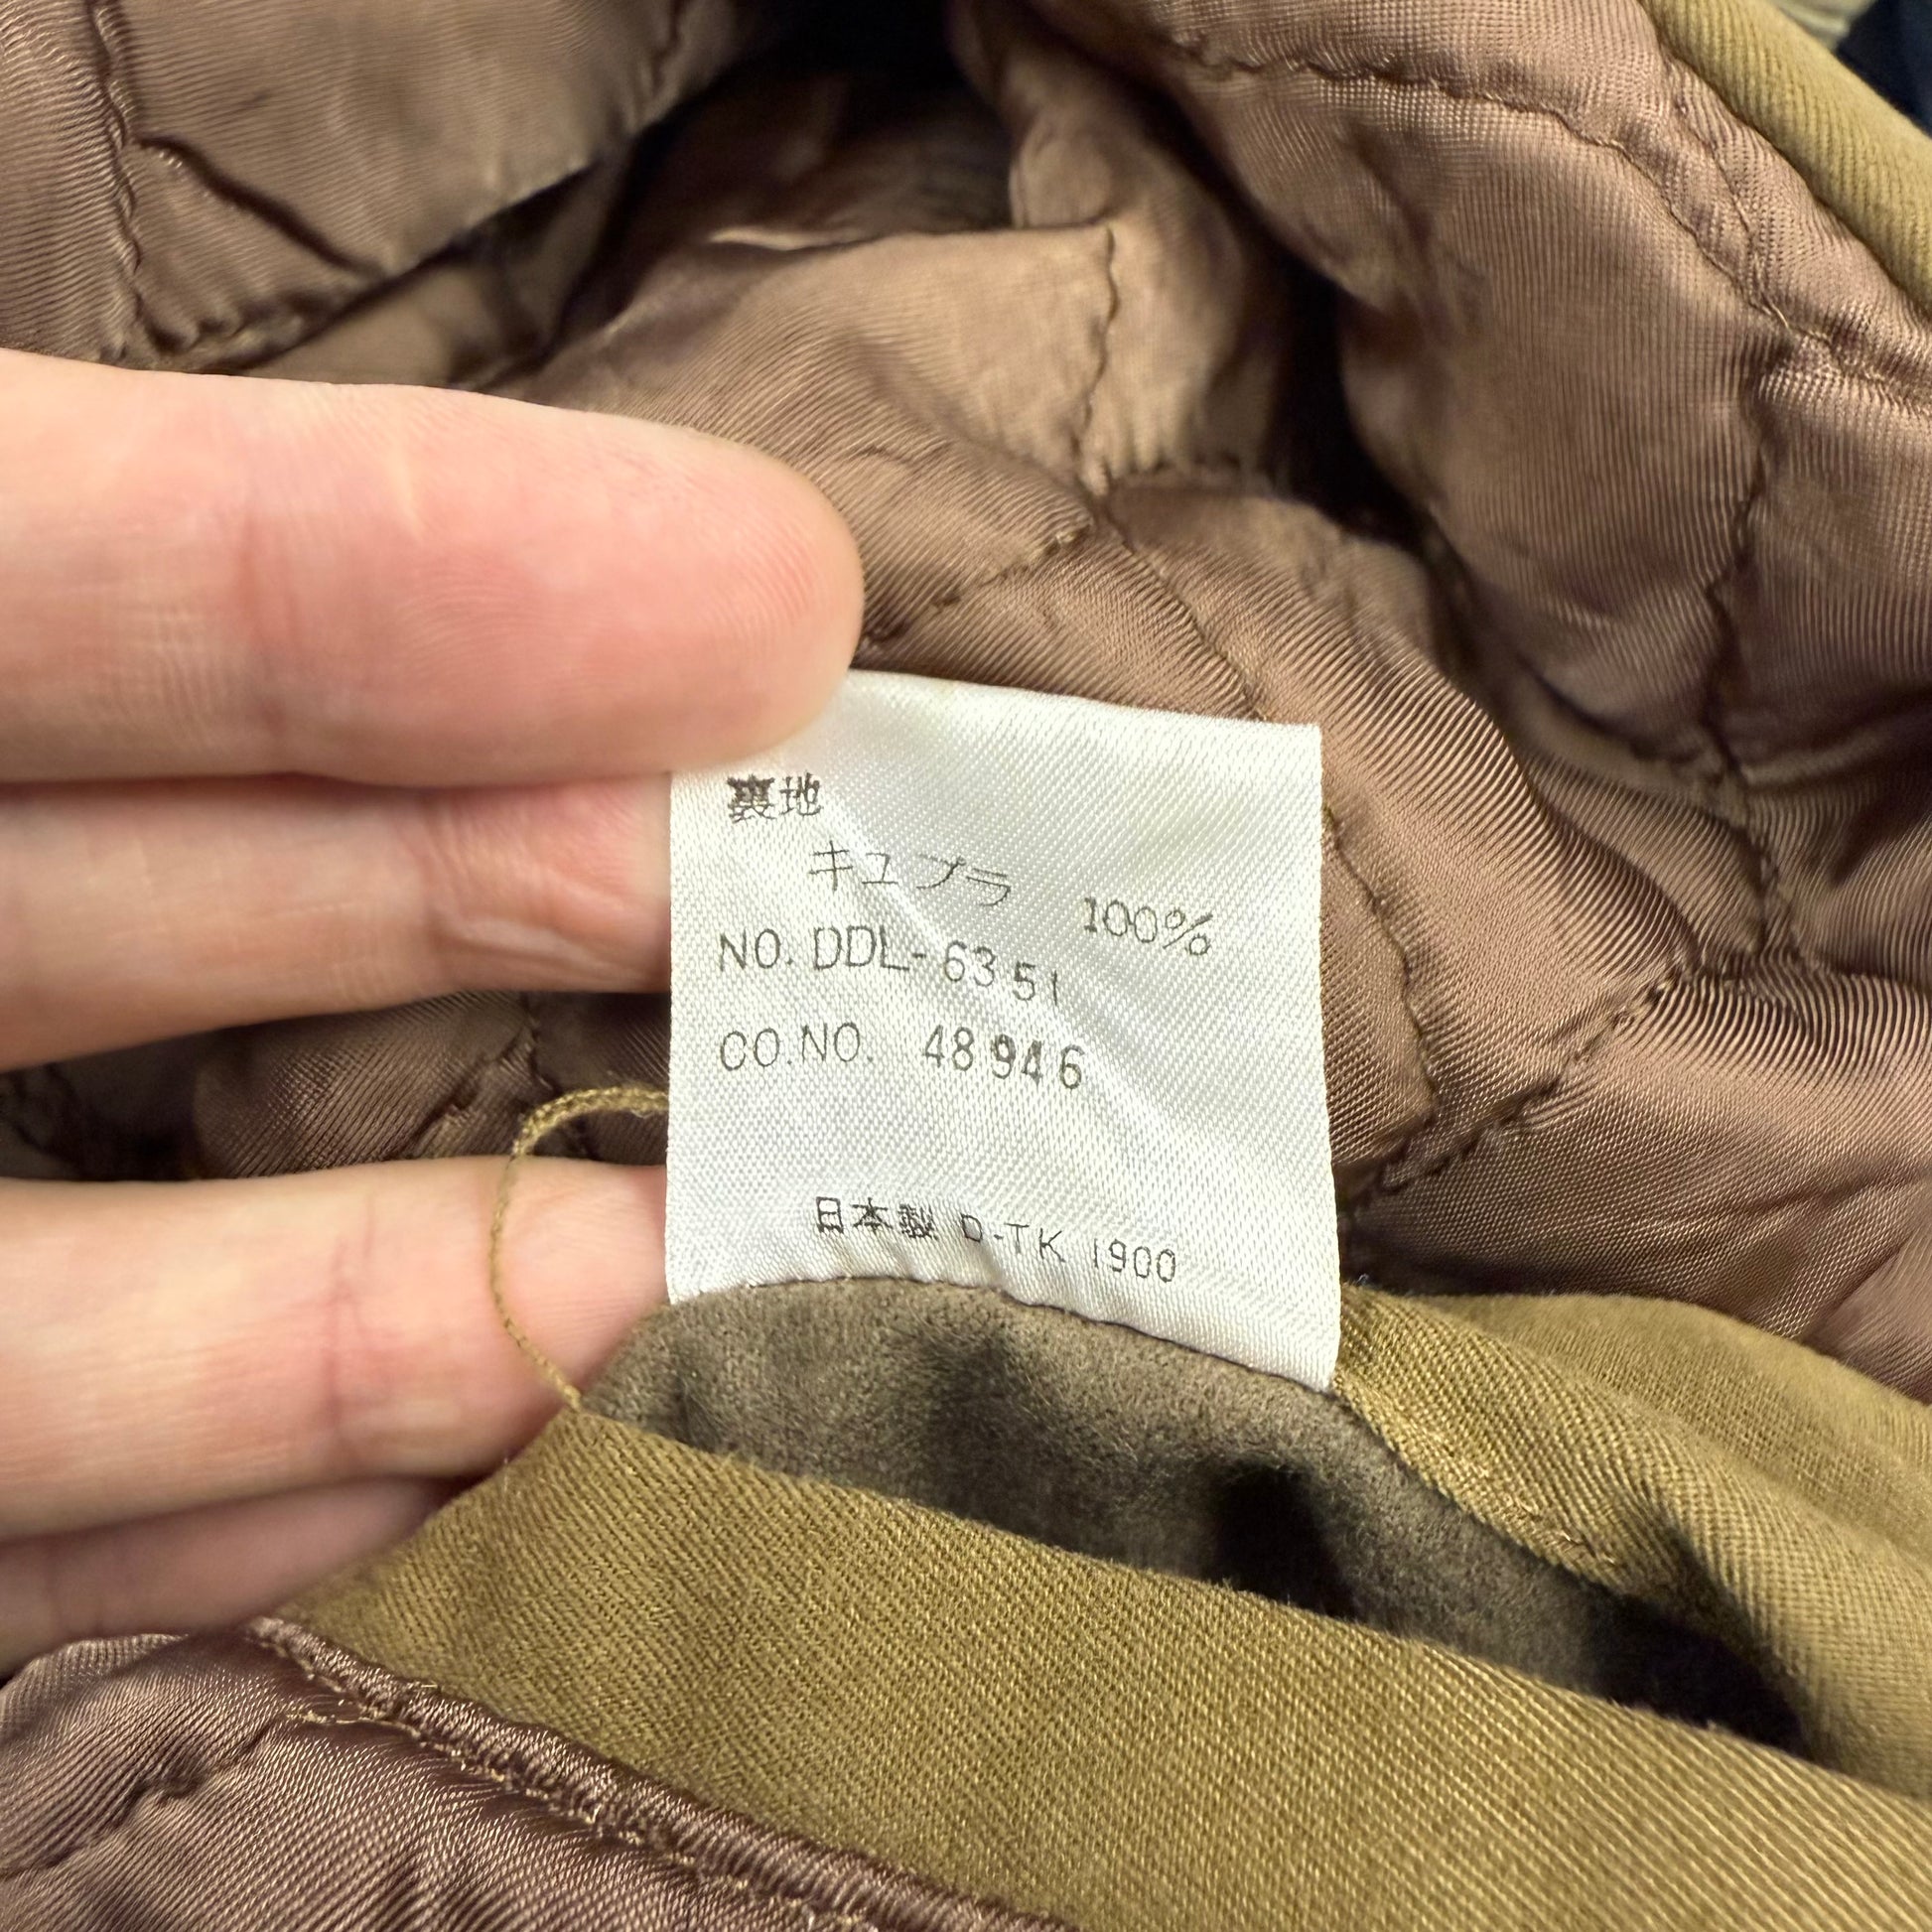 裏地
キュプラ 100%
NO. DDL-6351
CO.NO. 48946
日本製 D-TK 1900